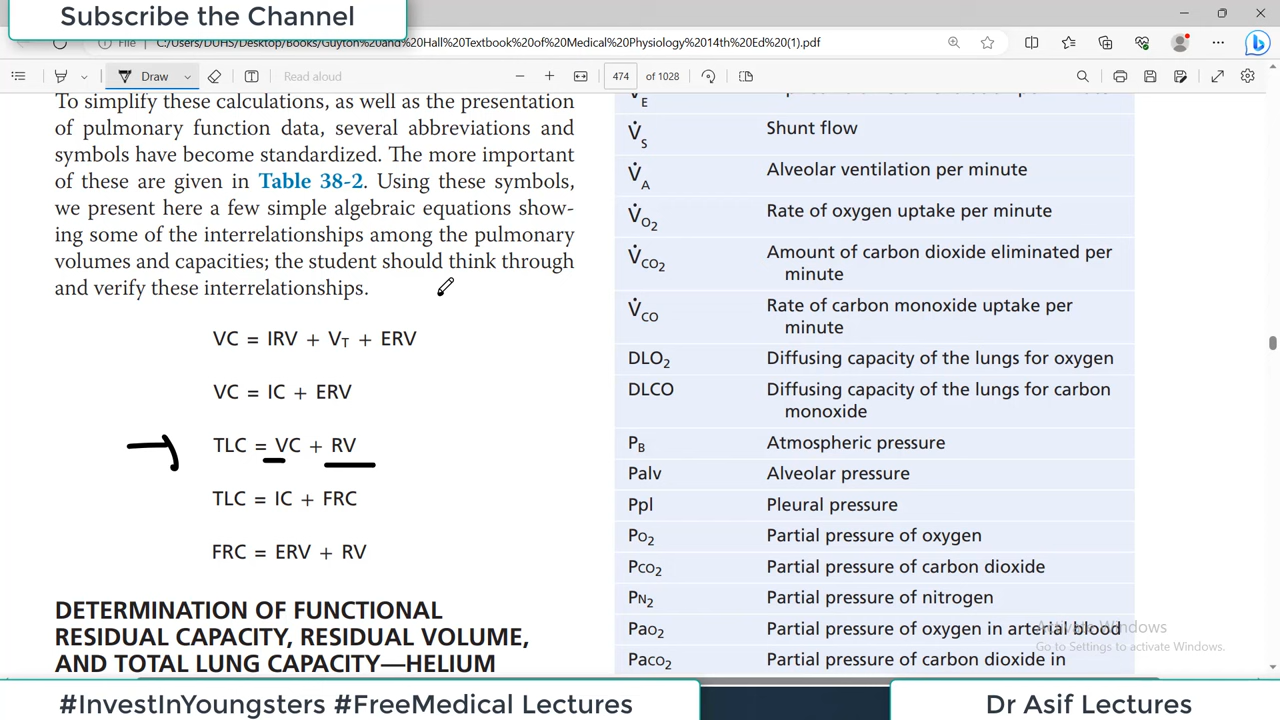 Subscribe the Channel
File
C:/Users/DUHS/Desktop/Books/Guyton%20and%20Hall%20Textbook%20of%20Medical%20Physiology%2014th%20Ed%20(1).pdf
Draw
Read aloud
474 of 1028
To simplify these calculations, as well as the presentation
of pulmonary function data, several abbreviations and
symbols have become standardized. The more important
of these are given in Table 38-2. Using these symbols,
we present here a few simple algebraic equations show-
ing some of the interrelationships among the pulmonary
volumes and capacities; the student should think through
and verify these interrelationships.
VC = IRV + VT + ERV
VC = IC + ERV
TLC = VC + RV
TLC = IC + FRC
FRC = ERV + RV
DETERMINATION OF FUNCTIONAL
RESIDUAL CAPACITY, RESIDUAL VOLUME,
AND TOTAL LUNG CAPACITY—HELIUM
V̇E
V̇S Shunt flow
V̇A Alveolar ventilation per minute
V̇O2 Rate of oxygen uptake per minute
V̇CO2 Amount of carbon dioxide eliminated per
minute
V̇CO Rate of carbon monoxide uptake per
minute
DLO2 Diffusing capacity of the lungs for oxygen
DLCO Diffusing capacity of the lungs for carbon
monoxide
PB Atmospheric pressure
Palv Alveolar pressure
Ppl Pleural pressure
PO2 Partial pressure of oxygen
PCO2 Partial pressure of carbon dioxide
PN2 Partial pressure of nitrogen
PaO2 Partial pressure of oxygen in arterial blood
PaCO2 Partial pressure of carbon dioxide in
Activate Windows
Go to Settings to activate Windows.
#InvestInYoungsters #FreeMedical Lectures
Dr Asif Lectures